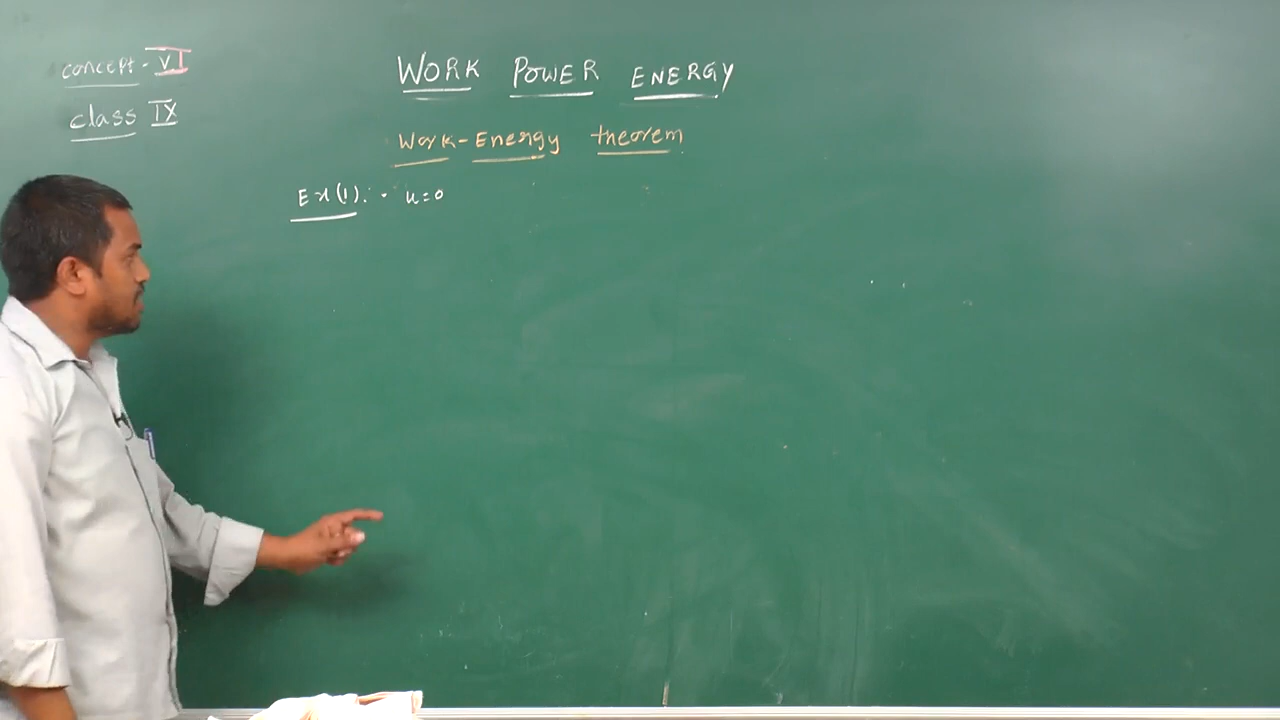 concept - VI
class IX
WORK POWER ENERGY
Work-Energy theorem
Ex(1):- u=0